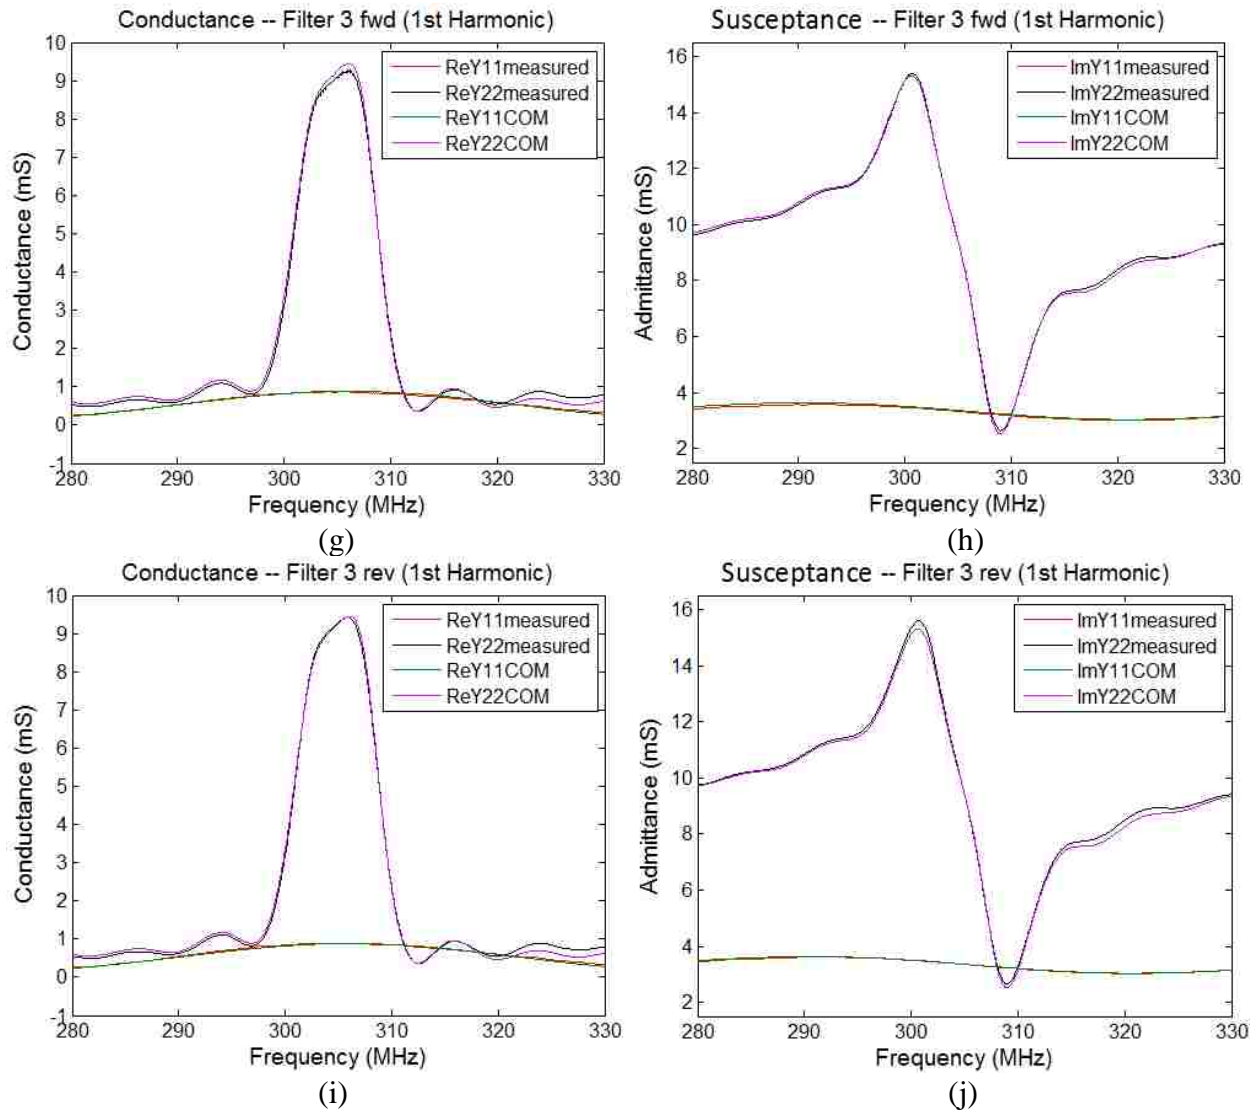 Conductance -- Filter 3 fwd (1st Harmonic)
10
9
8
7
6
5
4
3
2
1
0
-1
Conductance (mS)
ReY11measured
ReY22measured
ReY11COM
ReY22COM
280 290 300 310 320 330
Frequency (MHz)
(g)
Susceptance -- Filter 3 fwd (1st Harmonic)
16
14
12
10
8
6
4
2
Admittance (mS)
ImY11measured
ImY22measured
ImY11COM
ImY22COM
280 290 300 310 320 330
Frequency (MHz)
(h)
Conductance -- Filter 3 rev (1st Harmonic)
10
9
8
7
6
5
4
3
2
1
0
-1
Conductance (mS)
ReY11measured
ReY22measured
ReY11COM
ReY22COM
280 290 300 310 320 330
Frequency (MHz)
(i)
Susceptance -- Filter 3 rev (1st Harmonic)
16
14
12
10
8
6
4
2
Admittance (mS)
ImY11measured
ImY22measured
ImY11COM
ImY22COM
280 290 300 310 320 330
Frequency (MHz)
(j)